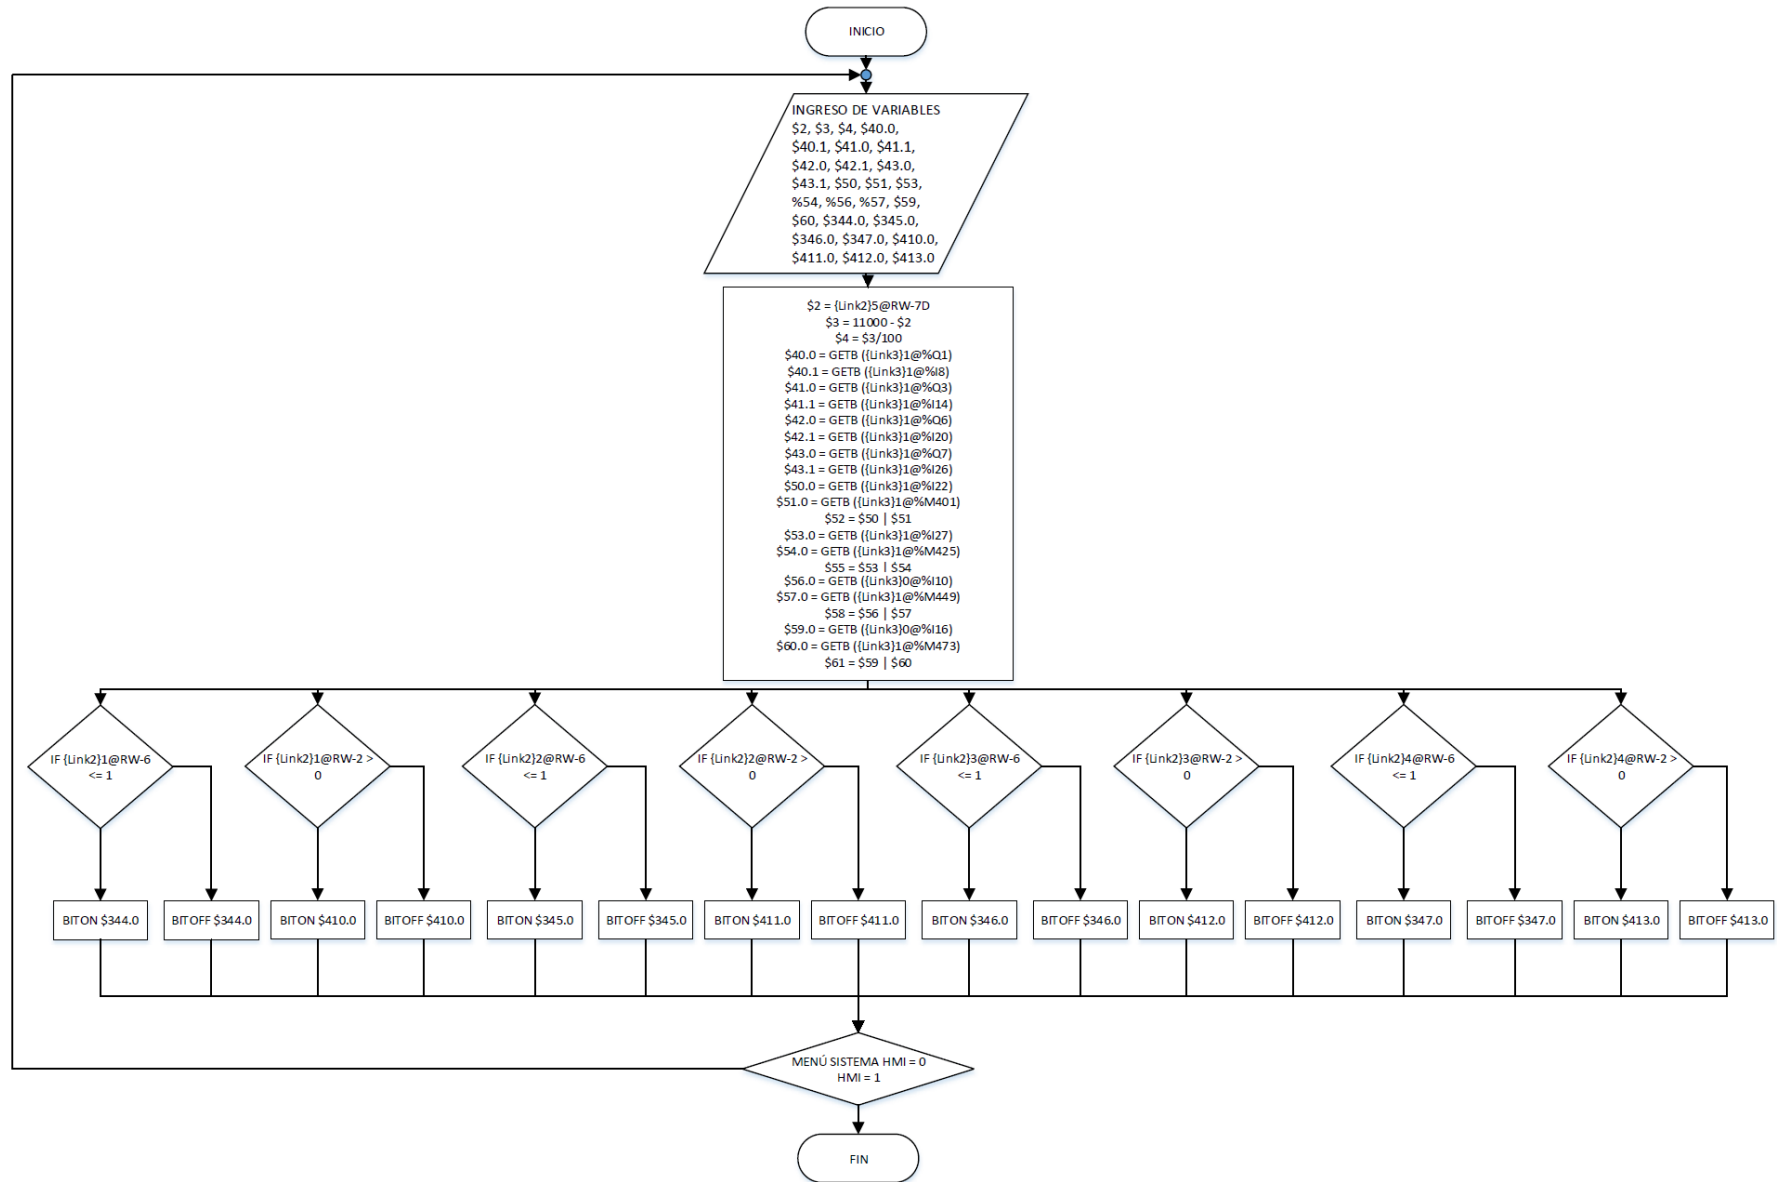 INICIO
INGRESO DE VARIABLES
$2, $3, $4, $40.0,
$40.1, $41.0, $41.1,
$42.0, $42.1, $43.0,
$43.1, $50, $51, $53,
%54, %56, %57, $59,
$60, $344.0, $345.0,
$346.0, $347.0, $410.0,
$411.0, $412.0, $413.0
$2 = {Link2}5@RW-7D
$3 = 11000 - $2
$4 = $3/100
$40.0 = GETB ({Link3}1@%Q1)
$40.1 = GETB ({Link3}1@%I8)
$41.0 = GETB ({Link3}1@%Q3)
$41.1 = GETB ({Link3}1@%I14)
$42.0 = GETB ({Link3}1@%Q6)
$42.1 = GETB ({Link3}1@%I20)
$43.0 = GETB ({Link3}1@%Q7)
$43.1 = GETB ({Link3}1@%I26)
$50.0 = GETB ({Link3}1@%I22)
$51.0 = GETB ({Link3}1@%M401)
$52 = $50 | $51
$53.0 = GETB ({Link3}1@%I27)
$54.0 = GETB ({Link3}1@%M425)
$55 = $53 | $54
$56.0 = GETB ({Link3}0@%I10)
$57.0 = GETB ({Link3}1@%M449)
$58 = $56 | $57
$59.0 = GETB ({Link3}0@%I16)
$60.0 = GETB ({Link3}1@%M473)
$61 = $59 | $60
IF {Link2}1@RW-6
<= 1
IF {Link2}1@RW-2 >
0
IF {Link2}2@RW-6
<= 1
IF {Link2}2@RW-2 >
0
IF {Link2}3@RW-6
<= 1
IF {Link2}3@RW-2 >
0
IF {Link2}4@RW-6
<= 1
IF {Link2}4@RW-2 >
0
BITON $344.0
BITOFF $344.0
BITON $410.0
BITOFF $410.0
BITON $345.0
BITOFF $345.0
BITON $411.0
BITOFF $411.0
BITON $346.0
BITOFF $346.0
BITON $412.0
BITOFF $412.0
BITON $347.0
BITOFF $347.0
BITON $413.0
BITOFF $413.0
MENÚ SISTEMA HMI = 0
HMI = 1
FIN